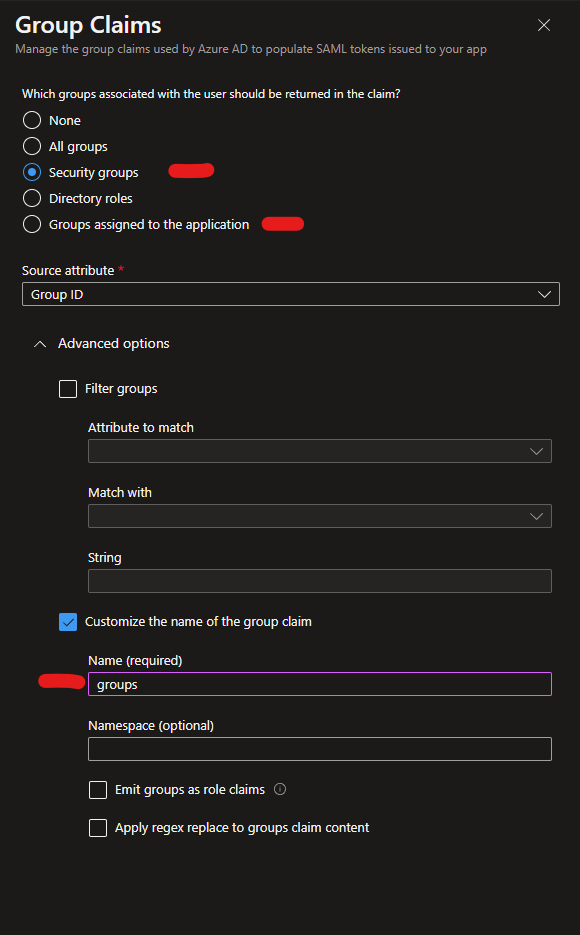 Group Claims
Manage the group claims used by Azure AD to populate SAML tokens issued to your app
Which groups associated with the user should be returned in the claim?
None
All groups
Security groups
Directory roles
Groups assigned to the application
Source attribute *
Group ID
Advanced options
Filter groups
Attribute to match
Match with
String
Customize the name of the group claim
Name (required)
groups
Namespace (optional)
Emit groups as role claims
Apply regex replace to groups claim content